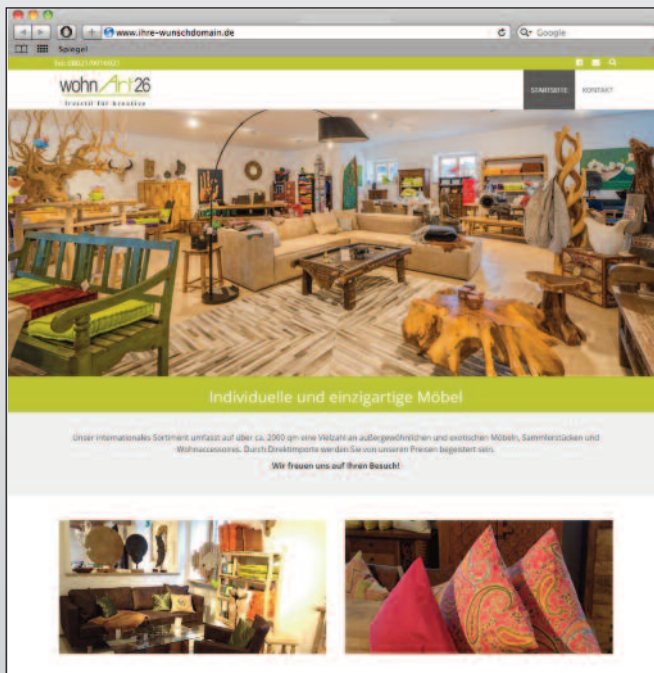 www.ihre-wunschdomain.de
Google
Spiegel
wohnArt26
STARTSEITE
KONTAKT
Individuelle und einzigartige Möbel
Unser internationales Sortiment umfasst auf über ca. 2000 qm eine Vielzahl an außergewöhnlichen und exotischen Möbeln, Sammlerstücken und
Wohnaccessoires. Durch Direktimporte werden Sie von unseren Preisen begeistert sein.
Wir freuen uns auf Ihren Besuch!